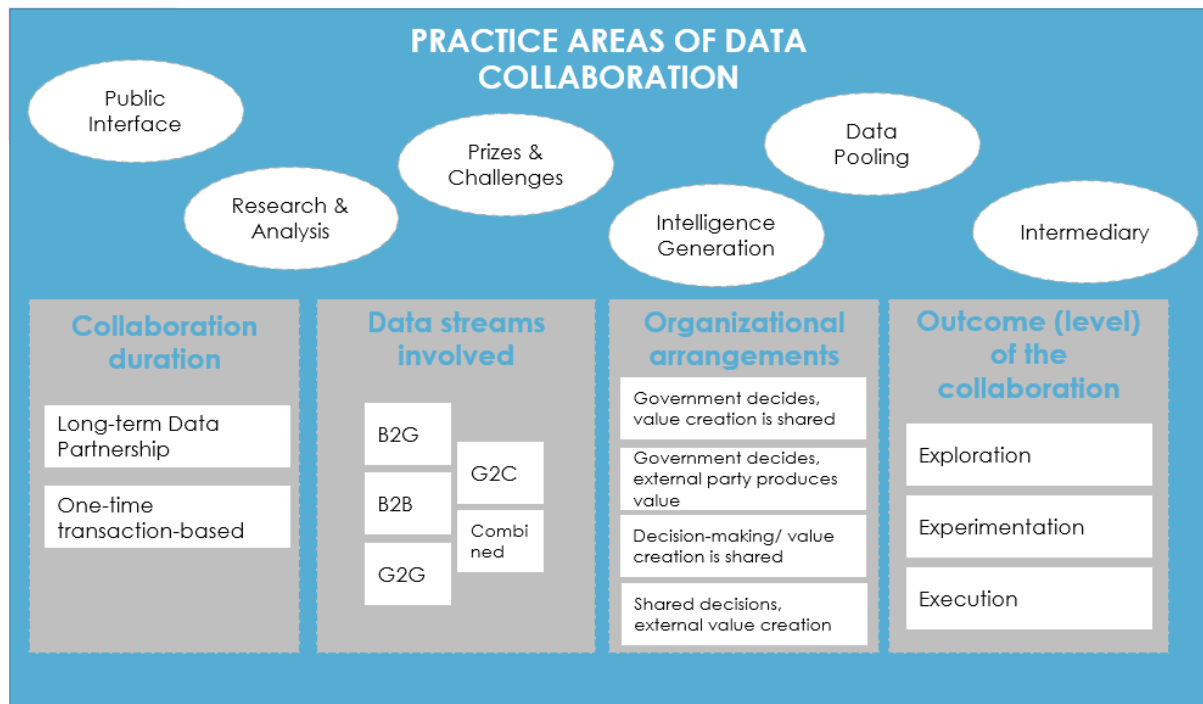 PRACTICE AREAS OF DATA
COLLABORATION
Public
Interface
Research &
Analysis
Prizes &
Challenges
Intelligence
Generation
Data
Pooling
Intermediary
Collaboration
duration
Long-term Data
Partnership
One-time
transaction-based
Data streams
involved
B2G
B2B
G2G
G2C
Combi
ned
Organizational
arrangements
Government decides,
value creation is shared
Government decides,
external party produces
value
Decision-making/ value
creation is shared
Shared decisions,
external value creation
Outcome (level)
of the
collaboration
Exploration
Experimentation
Execution